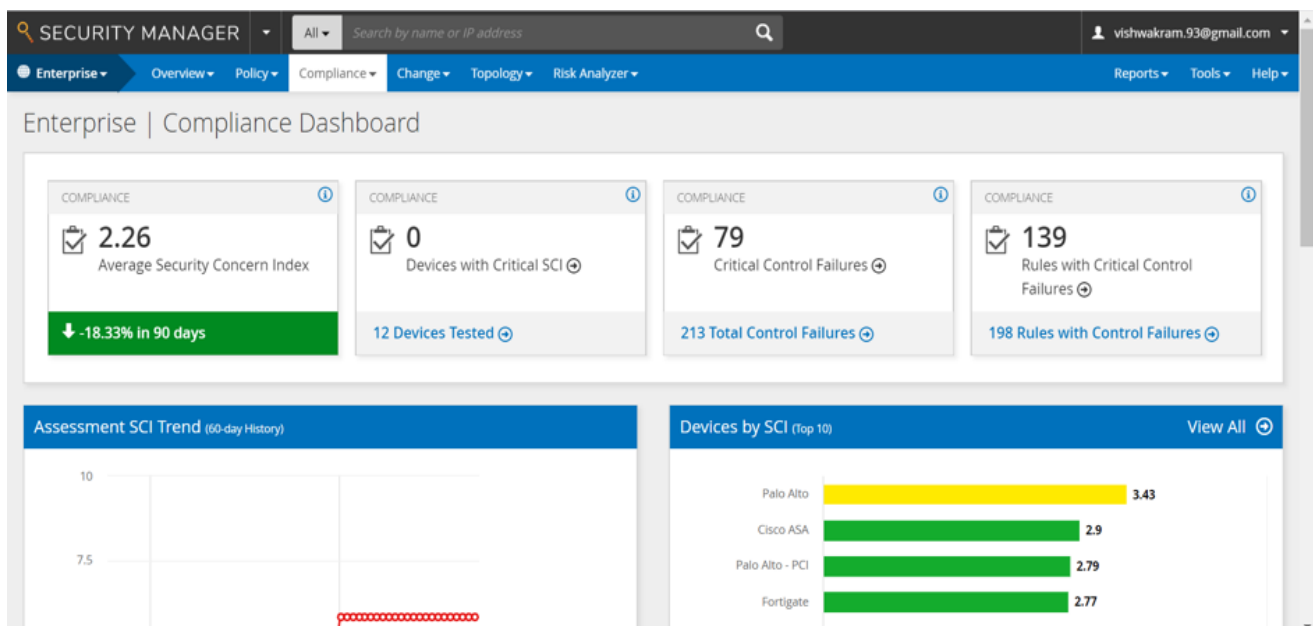 SECURITY MANAGER
All
Search by name or IP address
vishwakram.93@gmail.com
Enterprise
Overview
Policy
Compliance
Change
Topology
Risk Analyzer
Reports
Tools
Help
Enterprise | Compliance Dashboard
COMPLIANCE
2.26
Average Security Concern Index
-18.33% in 90 days
COMPLIANCE
0
Devices with Critical SCI
12 Devices Tested
COMPLIANCE
79
Critical Control Failures
213 Total Control Failures
COMPLIANCE
139
Rules with Critical Control
Failures
198 Rules with Control Failures
Assessment SCI Trend (60-day History)
10
7.5
Devices by SCI (Top 10)
View All
Palo Alto
3.43
Cisco ASA
2.9
Palo Alto - PCI
2.79
Fortigate
2.77